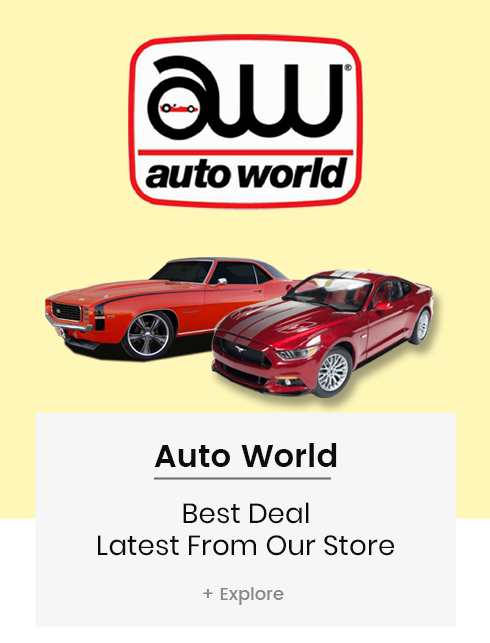 aw®
auto world
Auto World
Best Deal
Latest From Our Store
+ Explore